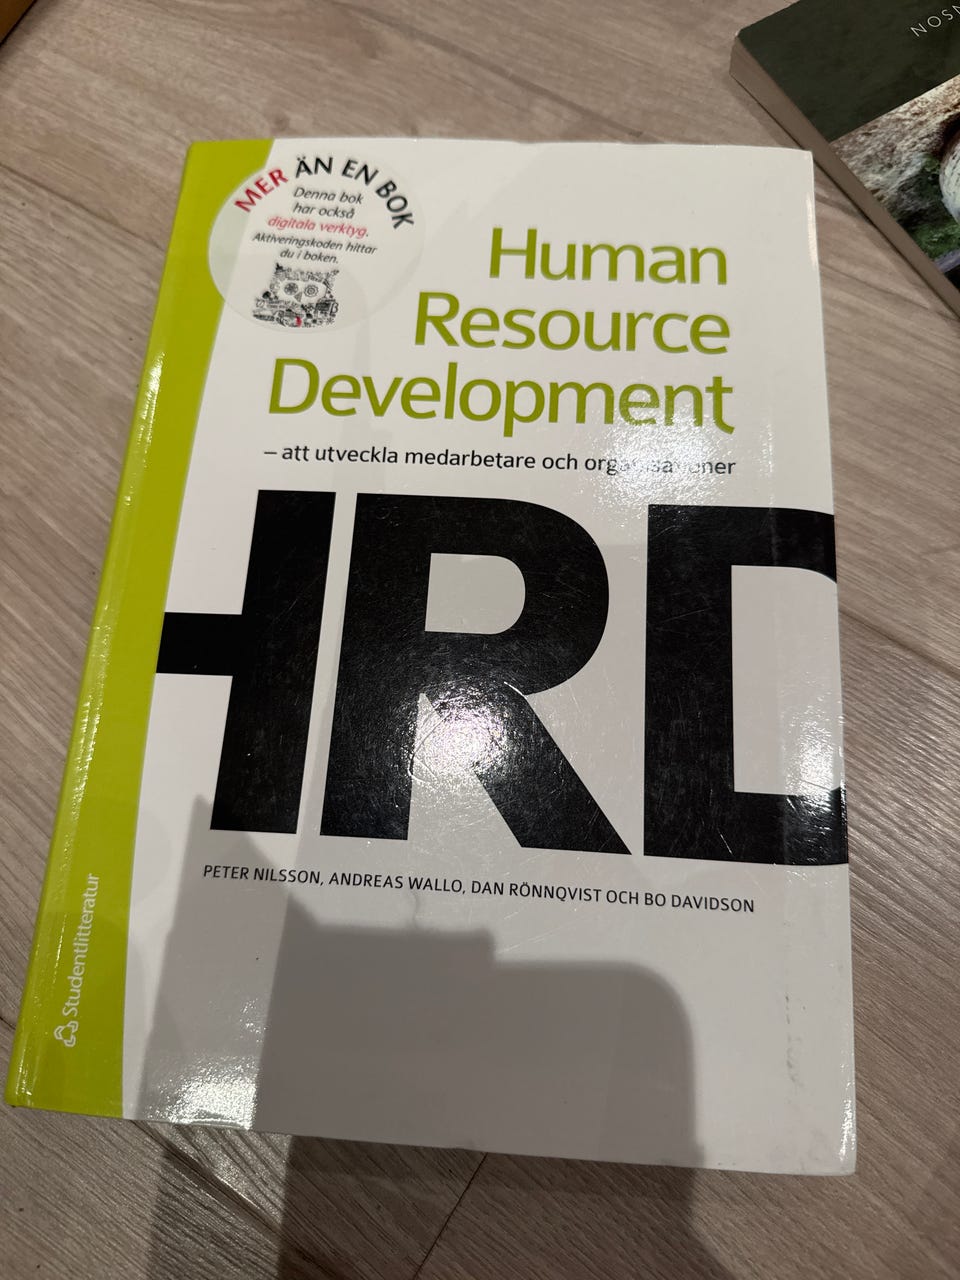 MER ÄN EN BOK
Denna bok
har också
digitala verktyg.
Aktiveringskoden hittar
du i boken.
Human
Resource
Development
– att utveckla medarbetare och organisationer
HRD
PETER NILSSON, ANDREAS WALLO, DAN RÖNNQVIST OCH BO DAVIDSON
Studentlitteratur